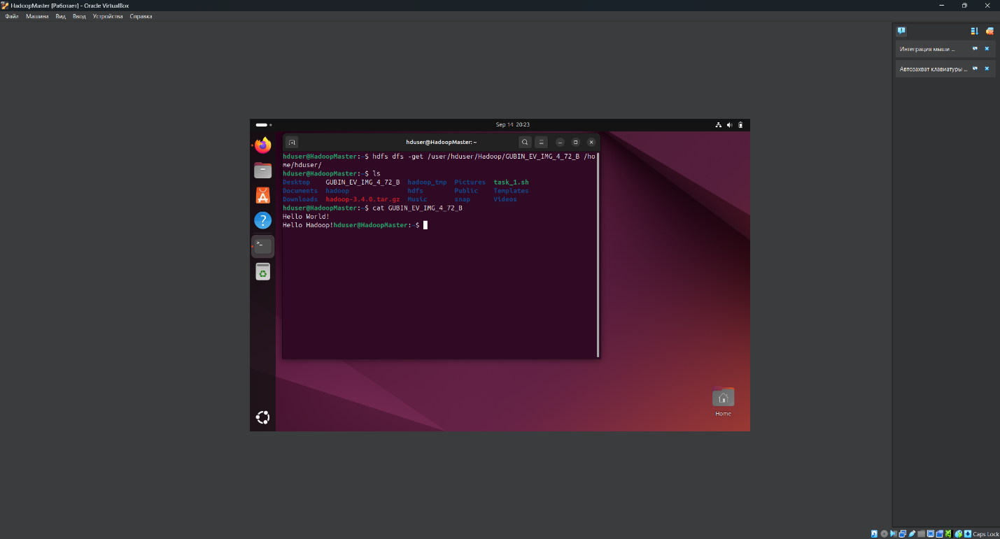 HadoopMaster [Работает] - Oracle VirtualBox
Файл Машина Вид Ввод Устройства Справка
Интеграция мыши ...
Автозахват клавиатуры ...
Sep 14 20:23
hduser@HadoopMaster: ~
hduser@HadoopMaster:~$ hdfs dfs -get /user/hduser/Hadoop/GUBIN_EV_IMG_4_72_B /ho
me/hduser/
hduser@HadoopMaster:~$ ls
Desktop GUBIN_EV_IMG_4_72_B hadoop_tmp Pictures task_1.sh
Documents hadoop hdfs Public Templates
Downloads hadoop-3.4.0.tar.gz Music snap Videos
hduser@HadoopMaster:~$ cat GUBIN_EV_IMG_4_72_B
Hello World!
Hello Hadoop!hduser@HadoopMaster:~$
Home
Caps Lock